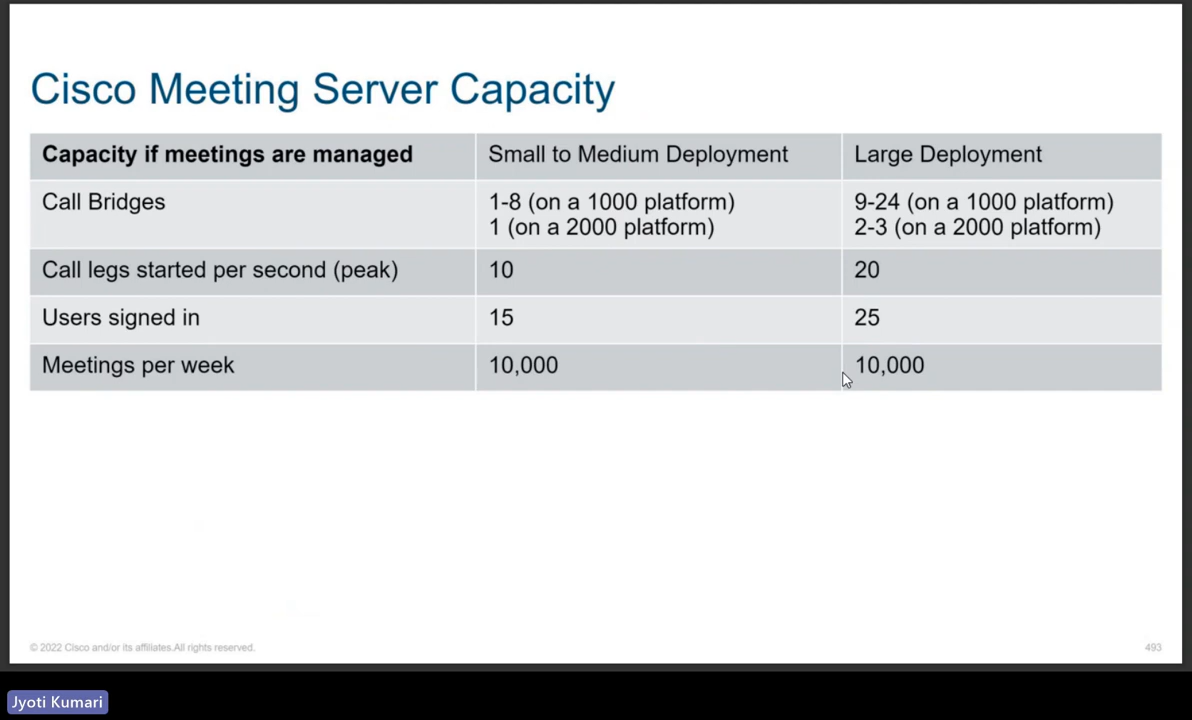 Cisco Meeting Server Capacity
Capacity if meetings are managed
Small to Medium Deployment
Large Deployment
Call Bridges
1-8 (on a 1000 platform)
1 (on a 2000 platform)
9-24 (on a 1000 platform)
2-3 (on a 2000 platform)
Call legs started per second (peak)
10
20
Users signed in
15
25
Meetings per week
10,000
10,000
© 2022 Cisco and/or its affiliates.All rights reserved.
493
Jyoti Kumari